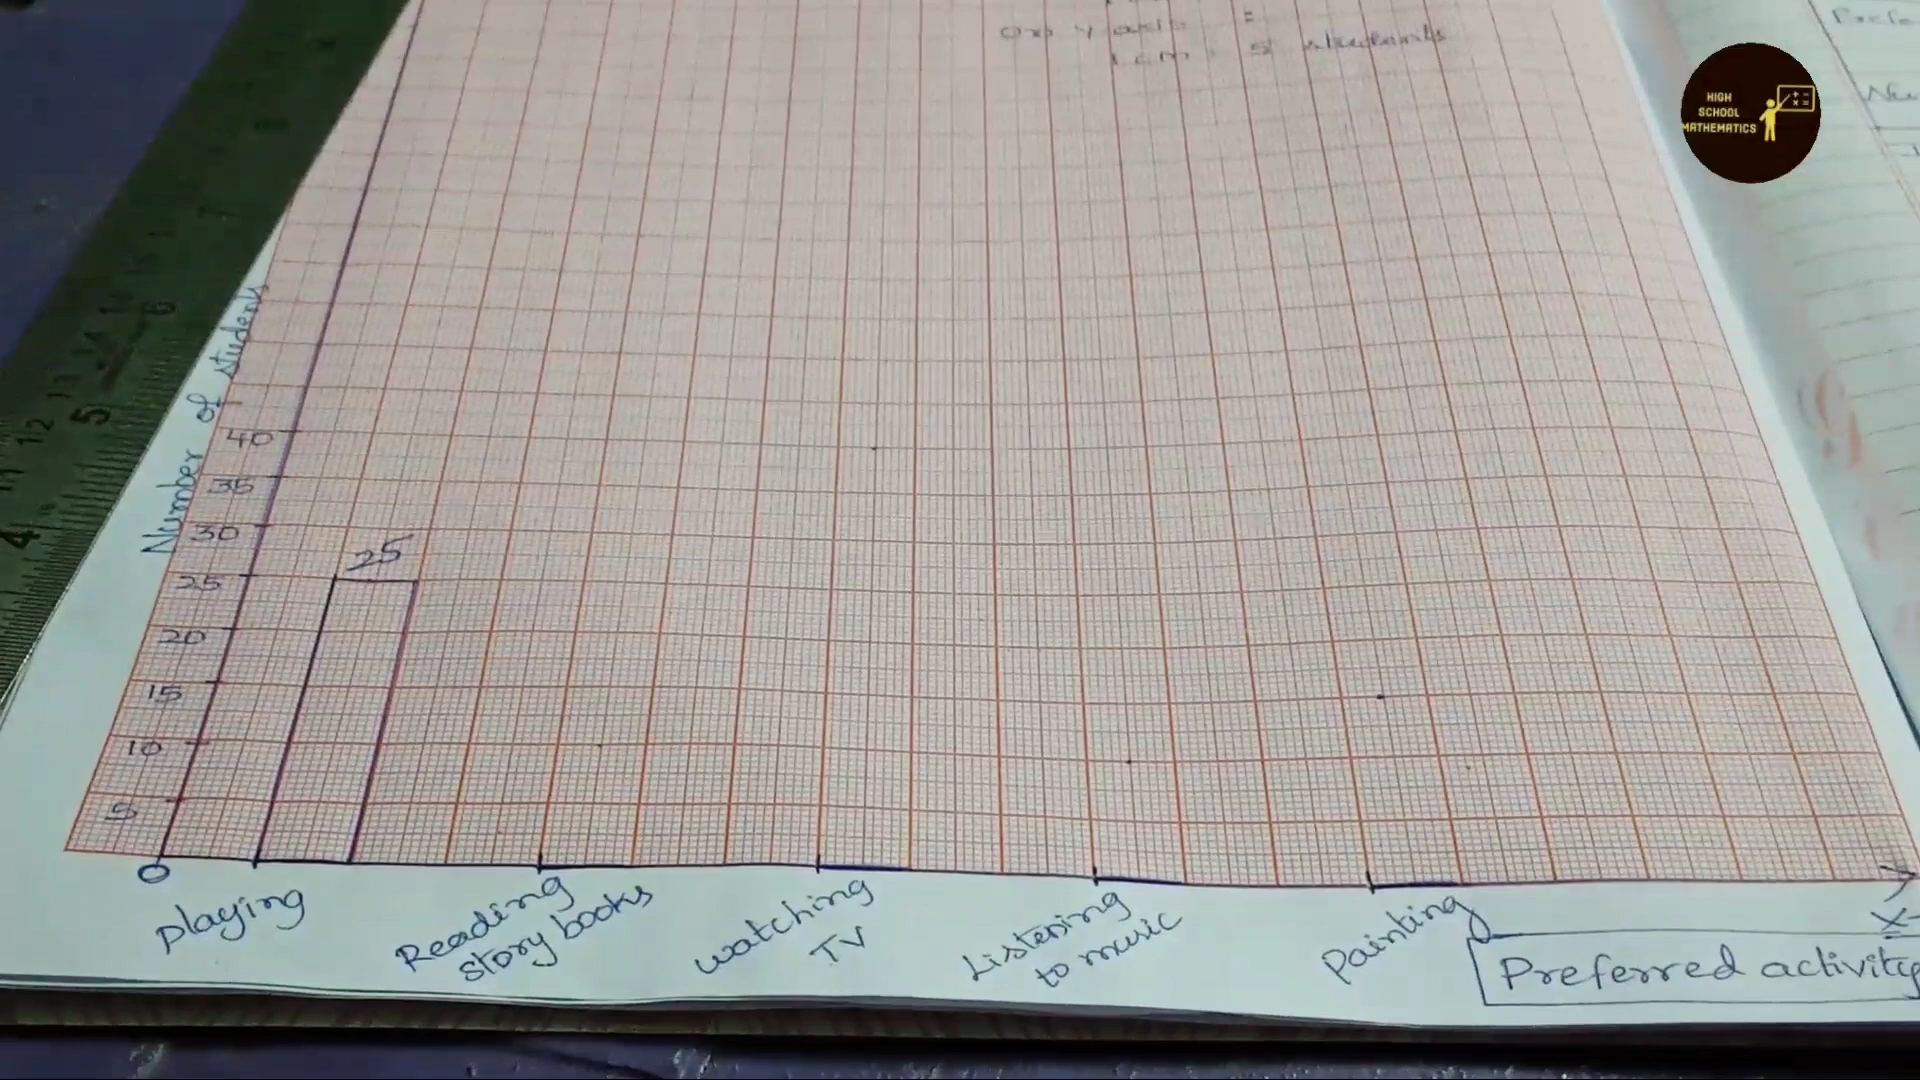 On Y axis :
1 cm = 5 students
HIGH
SCHOOL
MATHEMATICS
Number of students
40
35
30
25
25
20
15
10
5
0
Playing
Reading
story books
Watching
TV
Listening
to music
Painting
X
Preferred activity